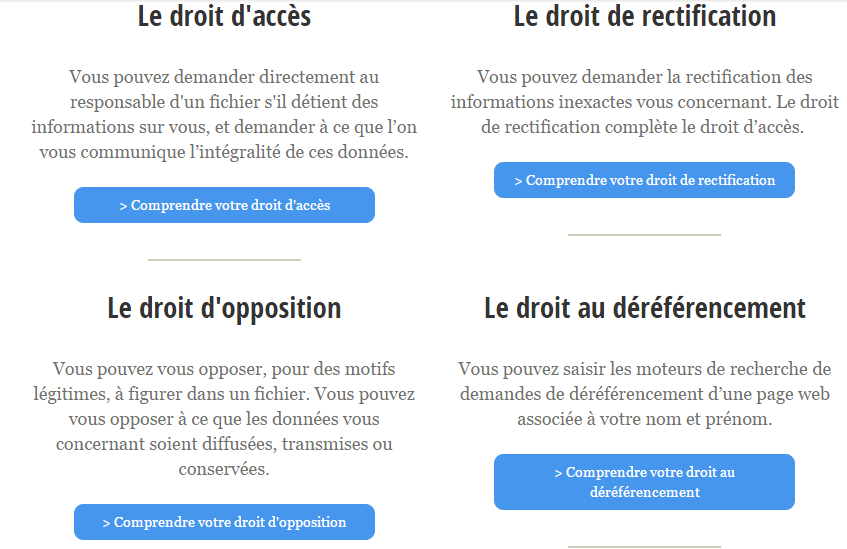 Le droit d'accès
Vous pouvez demander directement au
responsable d'un fichier s'il détient des
informations sur vous, et demander à ce que l’on
vous communique l’intégralité de ces données.
> Comprendre votre droit d'accès
Le droit de rectification
Vous pouvez demander la rectification des
informations inexactes vous concernant. Le droit
de rectification complète le droit d’accès.
> Comprendre votre droit de rectification
Le droit d'opposition
Vous pouvez vous opposer, pour des motifs
légitimes, à figurer dans un fichier. Vous pouvez
vous opposer à ce que les données vous
concernant soient diffusées, transmises ou
conservées.
> Comprendre votre droit d'opposition
Le droit au déréférencement
Vous pouvez saisir les moteurs de recherche de
demandes de déréférencement d’une page web
associée à votre nom et prénom.
> Comprendre votre droit au
déréférencement